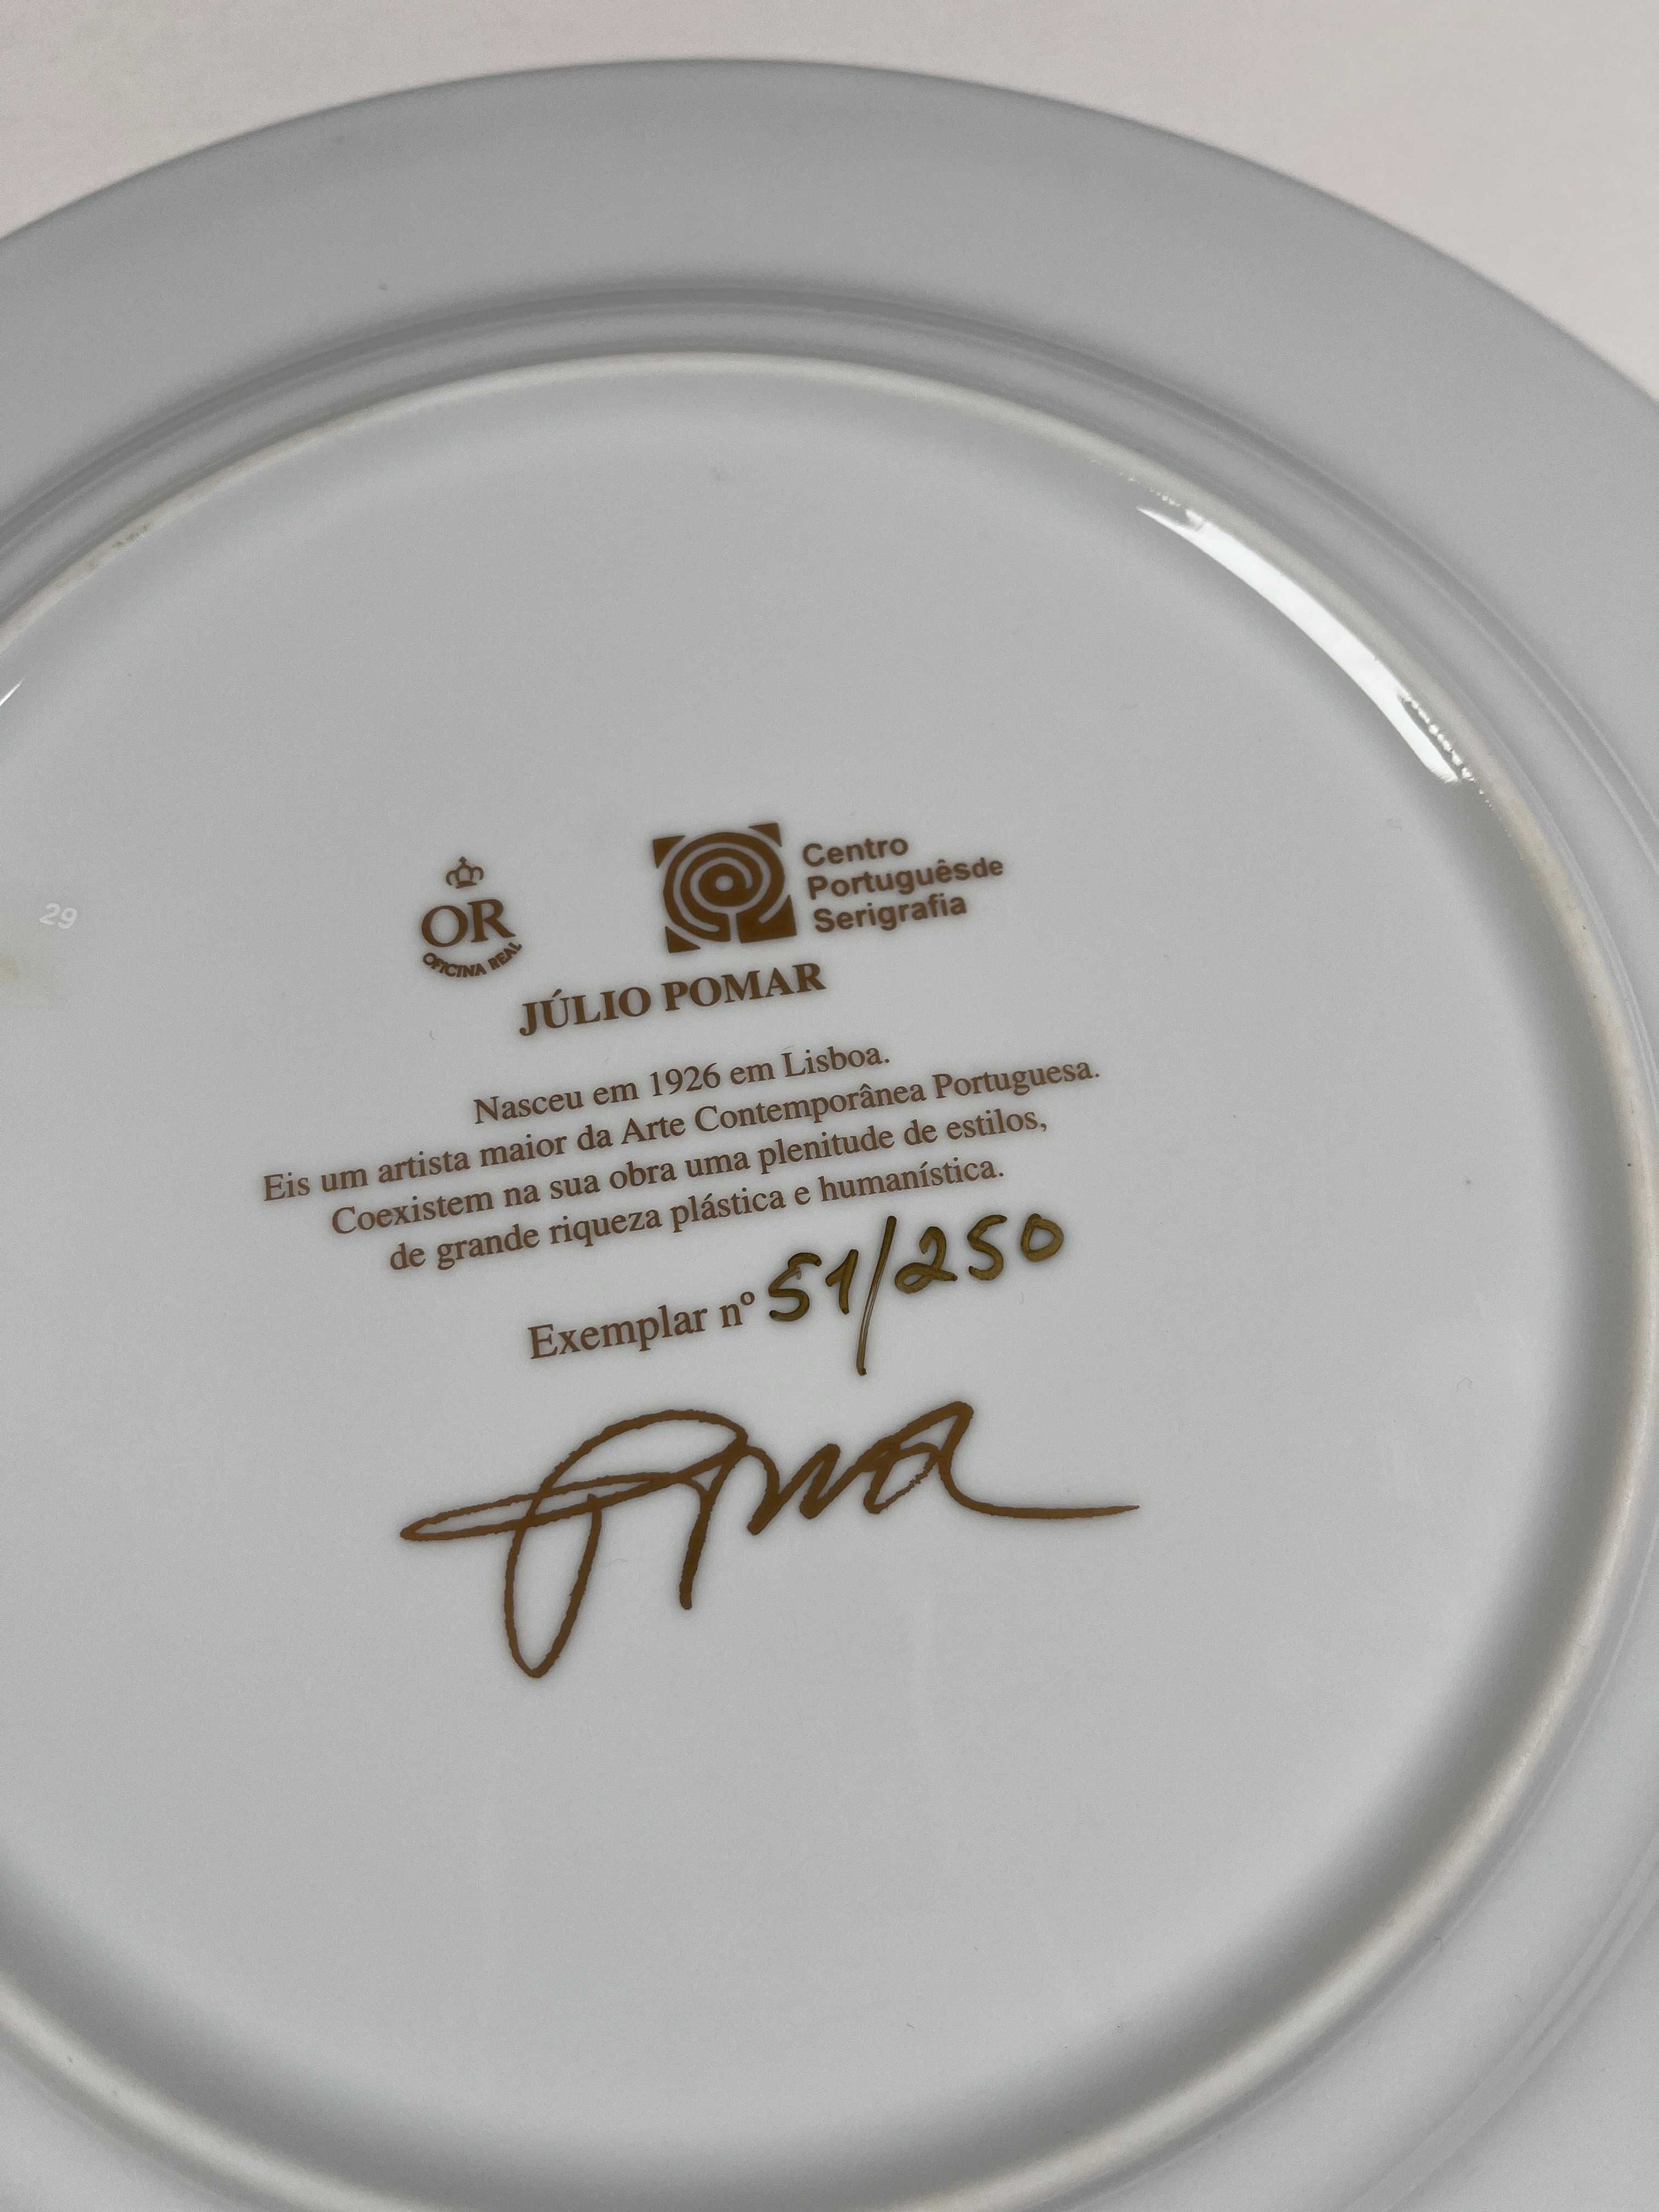 OR
OFICINA REAL
Centro
Portuguêsde
Serigrafia
29
JÚLIO POMAR
Nasceu em 1926 em Lisboa.
Eis um artista maior da Arte Contemporânea Portuguesa.
Coexistem na sua obra uma plenitude de estilos,
de grande riqueza plástica e humanística.
Exemplar nº 51/250
Pomar